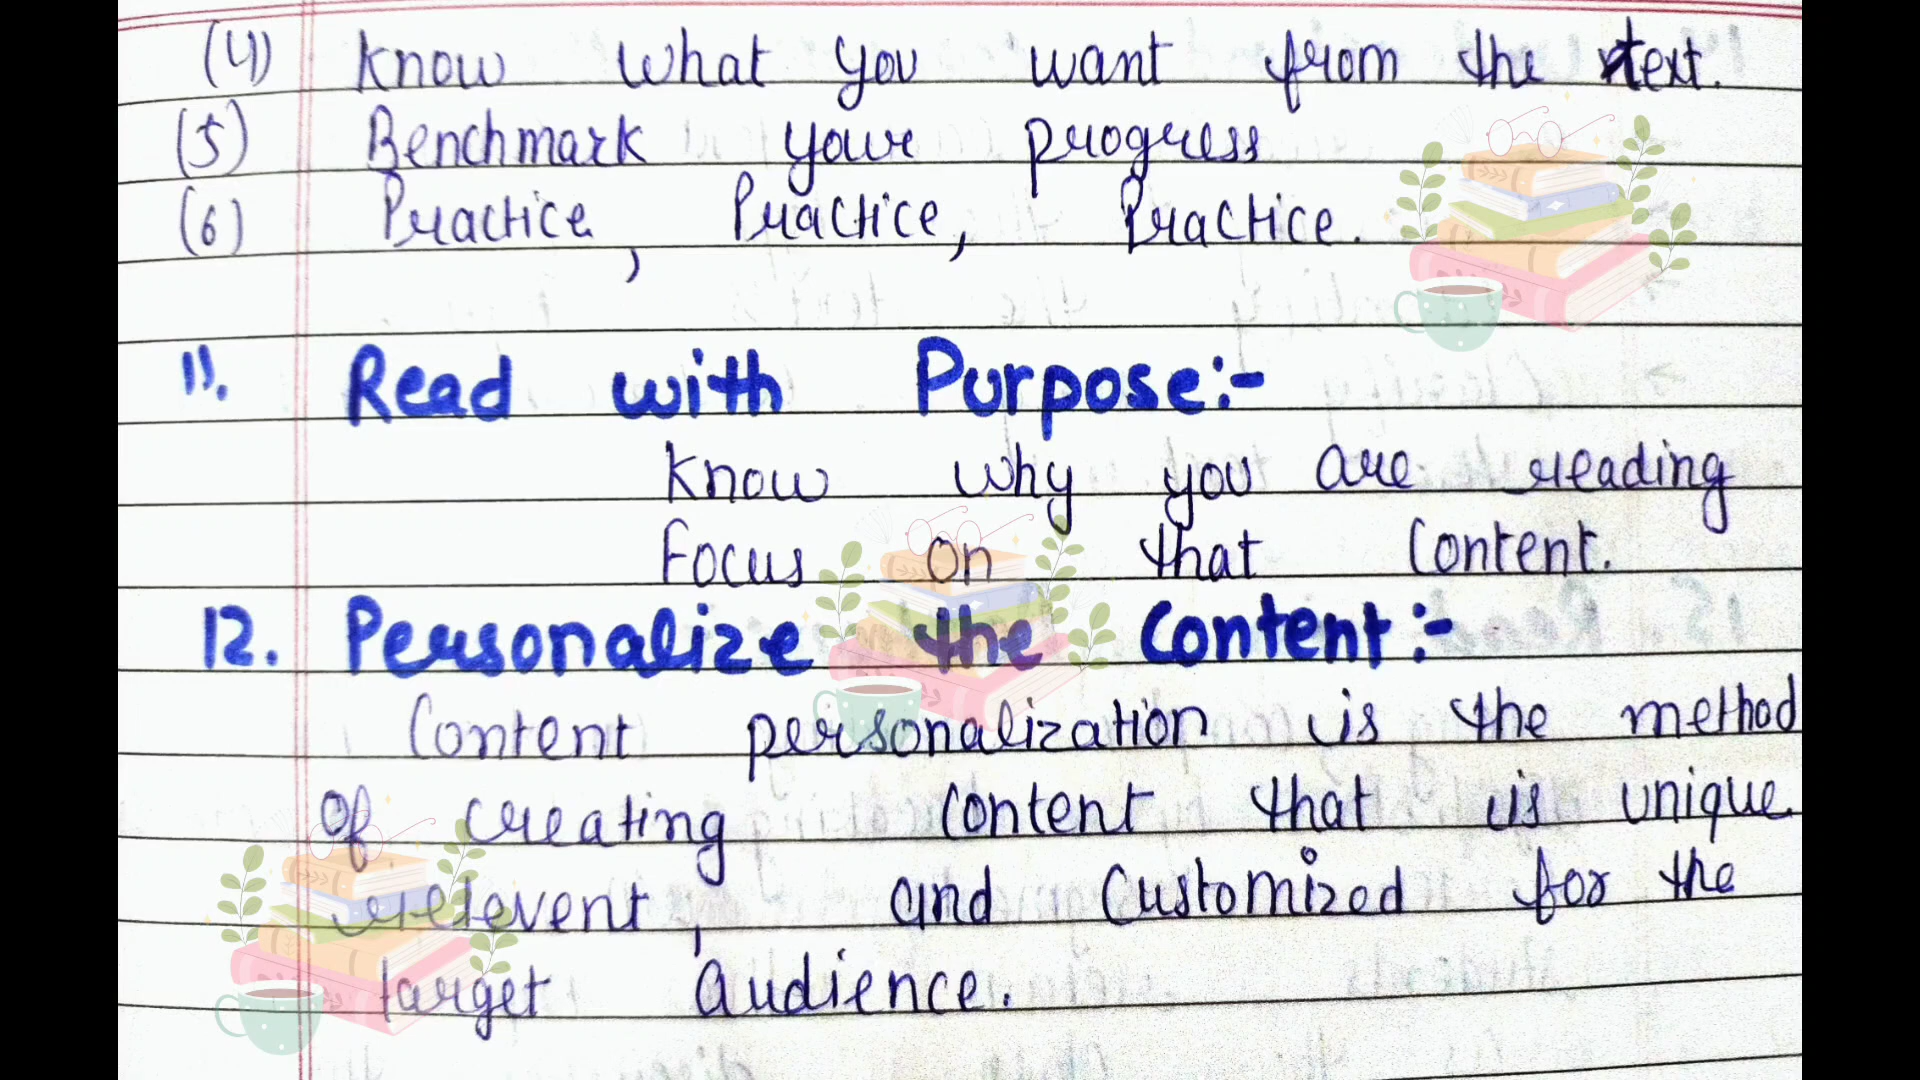 (4) Know what you want from the text.
(5) Benchmark your progress
(6) Practice, Practice, Practice.
11. Read with Purpose:-
Know why you are reading
Focus on that Content.
12. Personalize the Content:-
Content personalization is the method
Of creating content that is unique
relevent, and Customized for the
target audience.